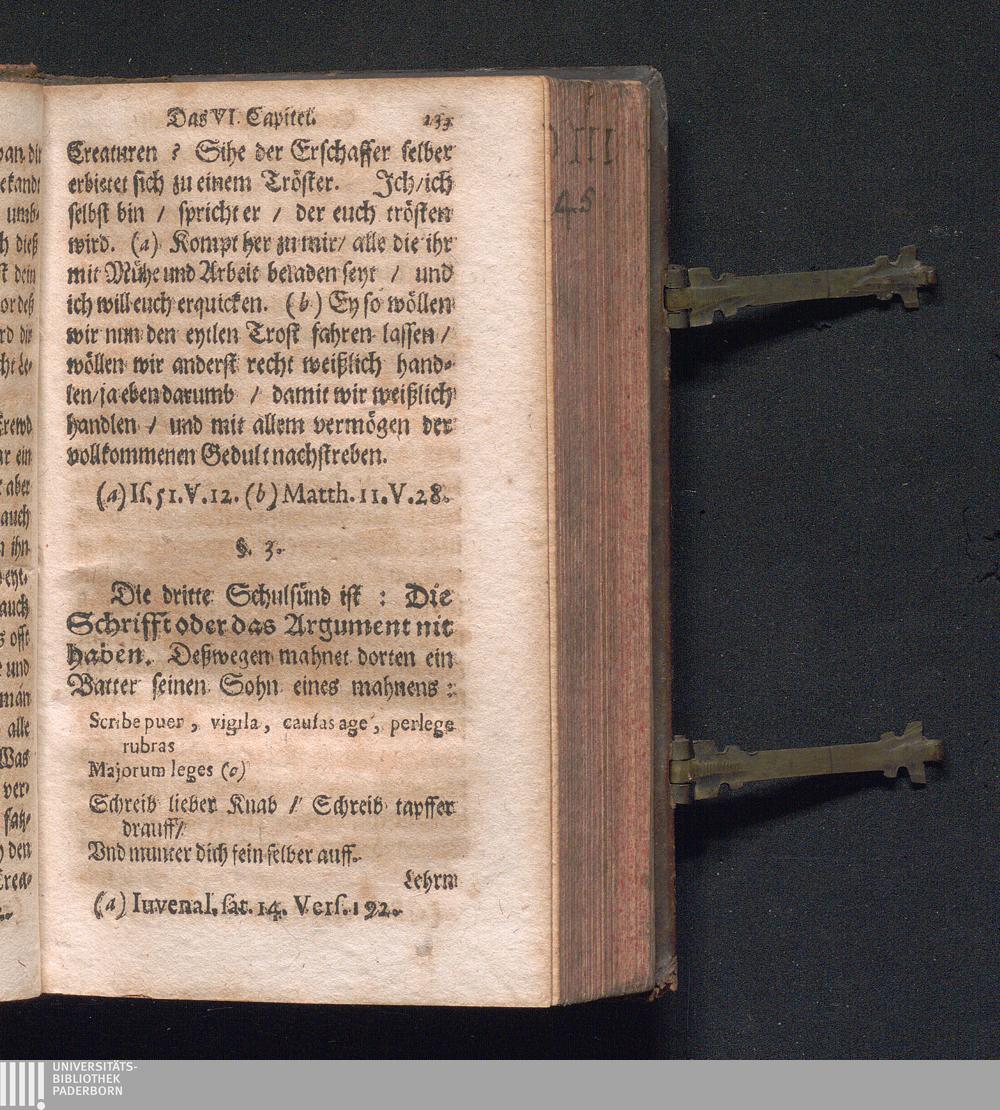 Das VI. Capitel. 233
Creaturen ? Sihe der Erschaffer selber
erbietet sich zu einem Tröster. Ich/ich
selbst bin / spricht er / der euch trösten
wird. (a) Kompt her zu mir/ alle die ihr
mit Mühe und Arbeit beladen seyt / und
ich will euch erquicken. (b) Ey so wöllen
wir nun den eytlen Trost fahren lassen /
wöllen wir anderst recht weißlich hand-
len/ja eben darumb / damit wir weißlich
handlen / und mit allem vermögen der
vollkommenen Gedult nachstreben.
(a) Is. 51. V. 12. (b) Matth. 11. V. 28.
§. 3.
Die dritte Schulsünd ist : Die
Schrifft oder das Argument nit
haben. Deßwegen mahnet dorten ein
Vatter seinen Sohn eines mahnens :
Scribe puer , vigila , causas age , perlege
rubras
Majorum leges (c)
Schreib lieber Knab / Schreib tapffer
drauff/
Vnd munter dich fein selber auff.
Lehrn
(a) Iuvenal. sat. 14. Vers. 192.
III
45
UNIVERSITÄTS-
BIBLIOTHEK
PADERBORN